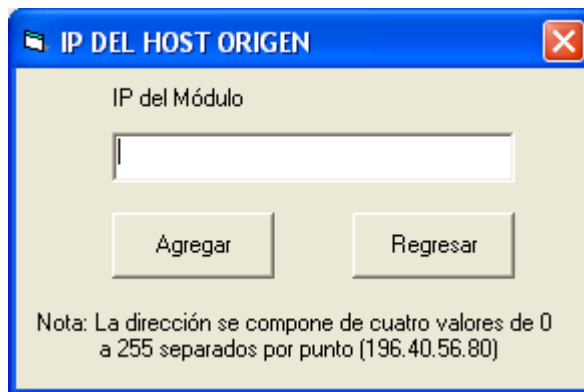 IP DEL HOST ORIGEN
IP del Módulo
Agregar
Regresar
Nota: La dirección se compone de cuatro valores de 0
a 255 separados por punto (196.40.56.80)